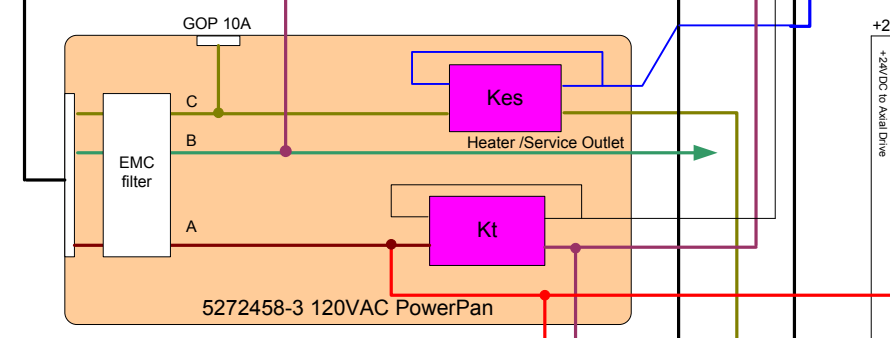 GOP 10A
+2
+24VDC to Axial Drive
C
Kes
B
Heater /Service Outlet
EMC
filter
A
Kt
5272458-3 120VAC PowerPan